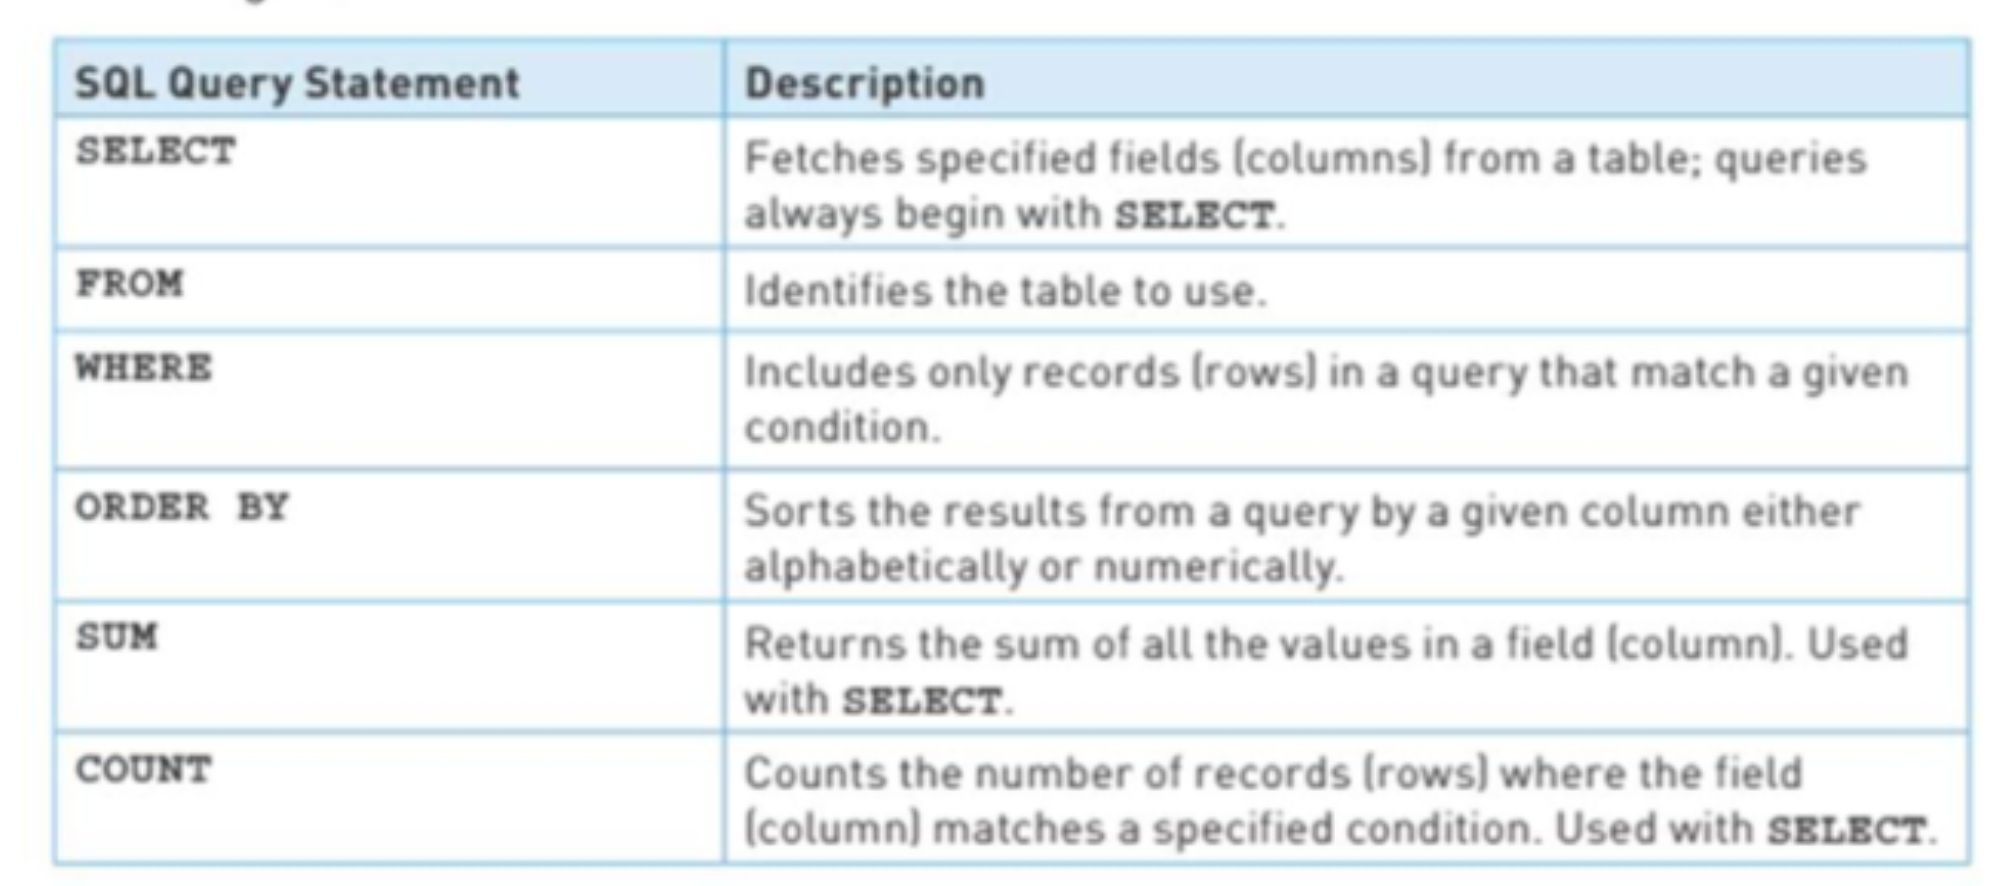 SQL Query Statement
Description
SELECT
Fetches specified fields (columns) from a table; queries
always begin with SELECT.
FROM
Identifies the table to use.
WHERE
Includes only records (rows) in a query that match a given
condition.
ORDER BY
Sorts the results from a query by a given column either
alphabetically or numerically.
SUM
Returns the sum of all the values in a field (column). Used
with SELECT.
COUNT
Counts the number of records (rows) where the field
(column) matches a specified condition. Used with SELECT.